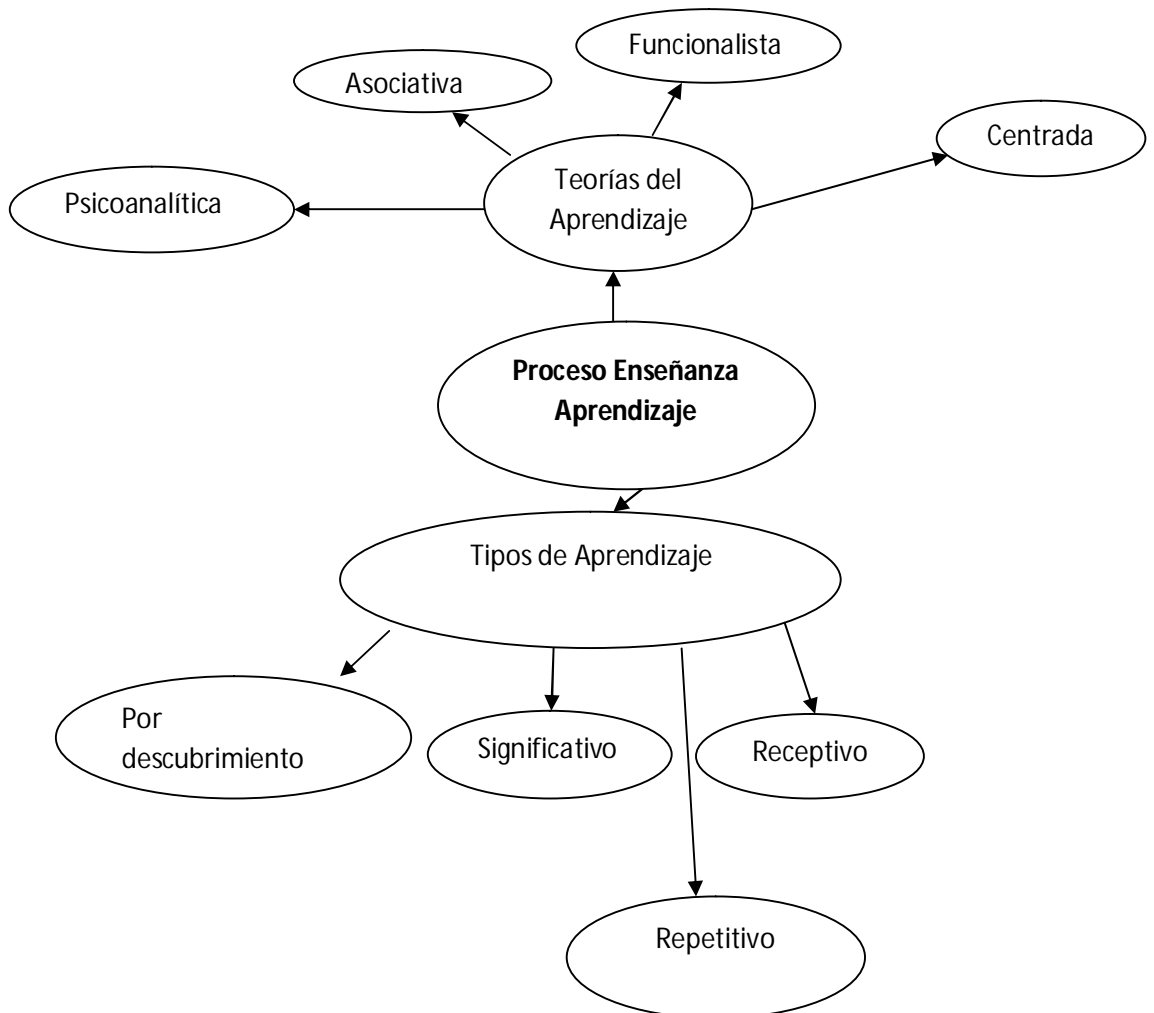 Funcionalista
Asociativa
Centrada
Teorías del
Aprendizaje
Psicoanalítica
Proceso Enseñanza
Aprendizaje
Tipos de Aprendizaje
Por
descubrimiento
Significativo
Receptivo
Repetitivo